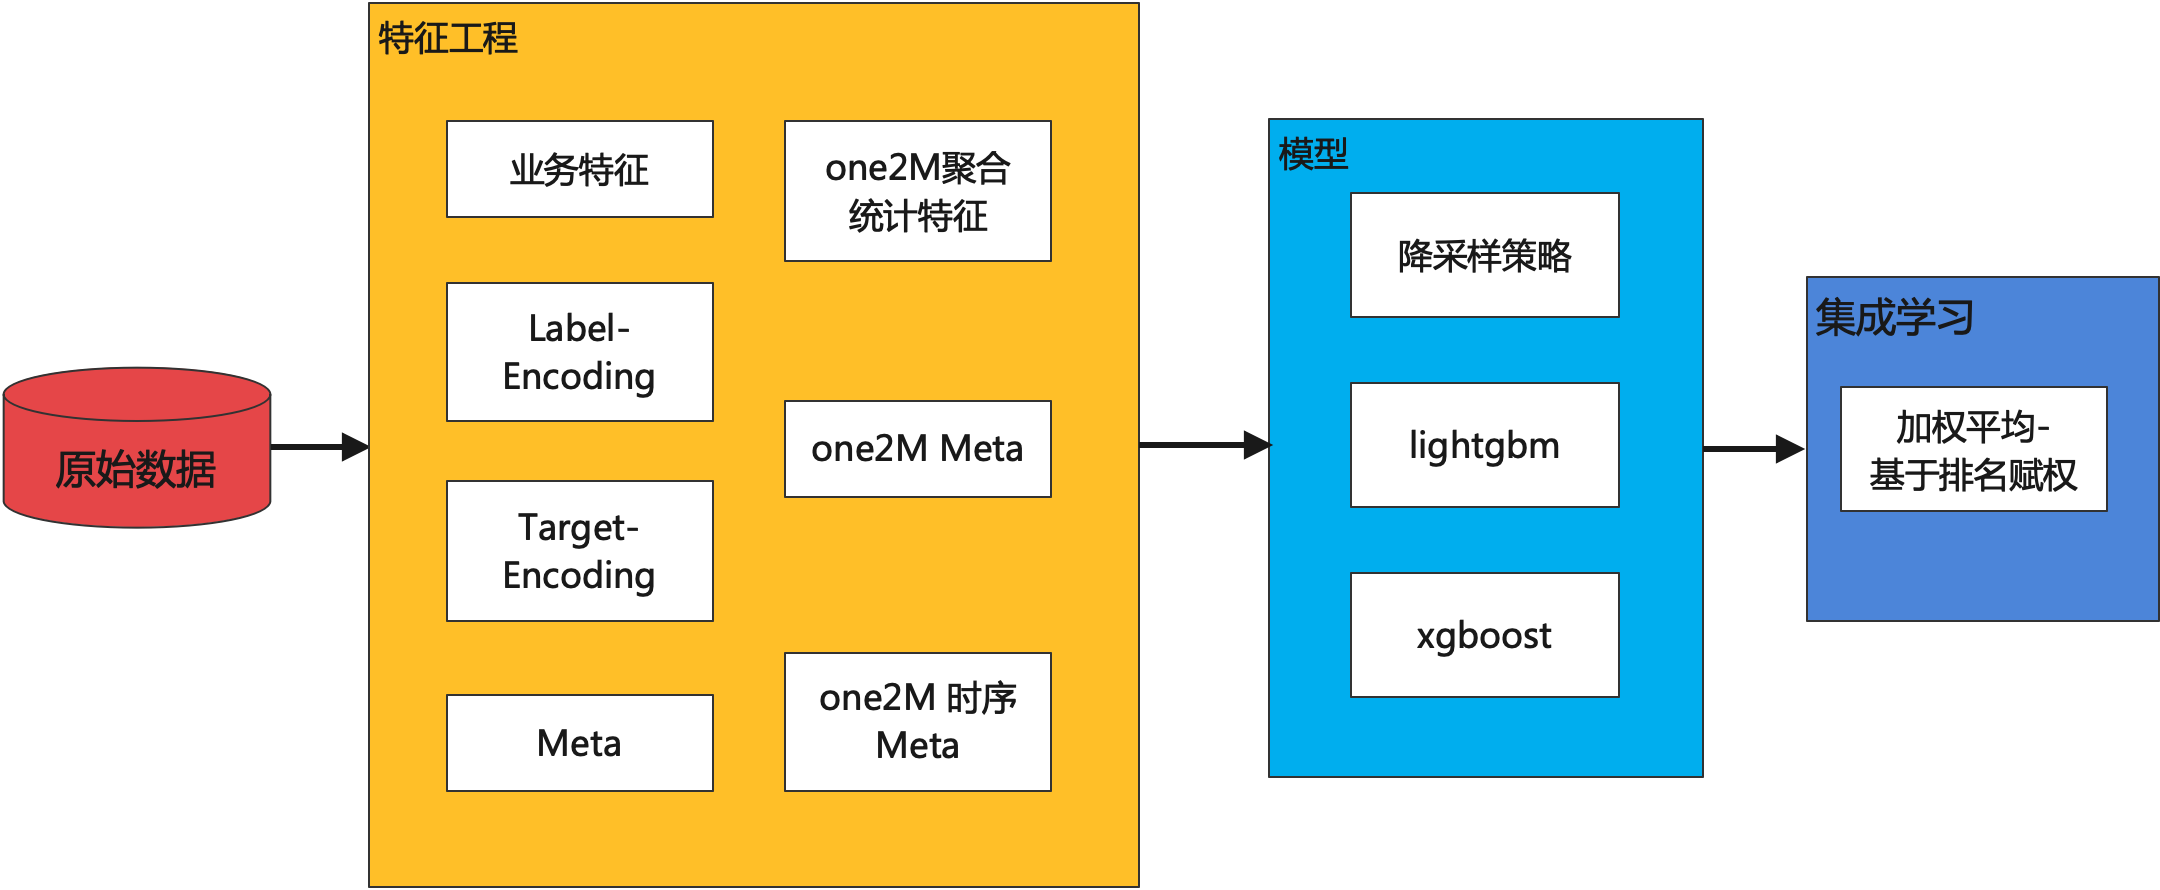 原始数据
特征工程
业务特征
Label-
Encoding
Target-
Encoding
Meta
one2M聚合
统计特征
one2M Meta
one2M 时序
Meta
模型
降采样策略
lightgbm
xgboost
集成学习
加权平均-
基于排名赋权